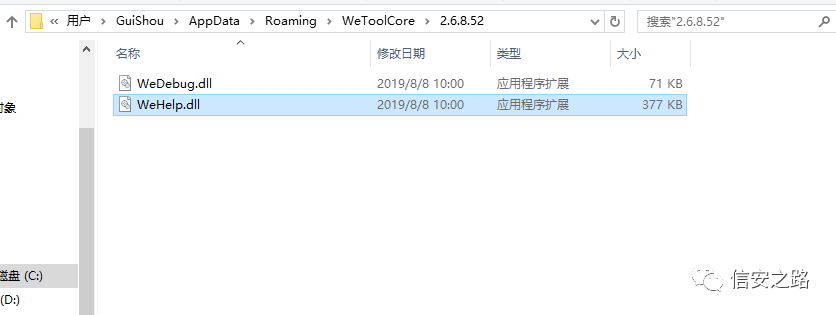 « 用户 › GuiShou › AppData › Roaming › WeToolCore › 2.6.8.52
搜索"2.6.8.52"
名称 修改日期 类型 大小
WeDebug.dll 2019/8/8 10:00 应用程序扩展 71 KB
WeHelp.dll 2019/8/8 10:00 应用程序扩展 377 KB
对象
磁盘 (C:)
(D:)
信安之路